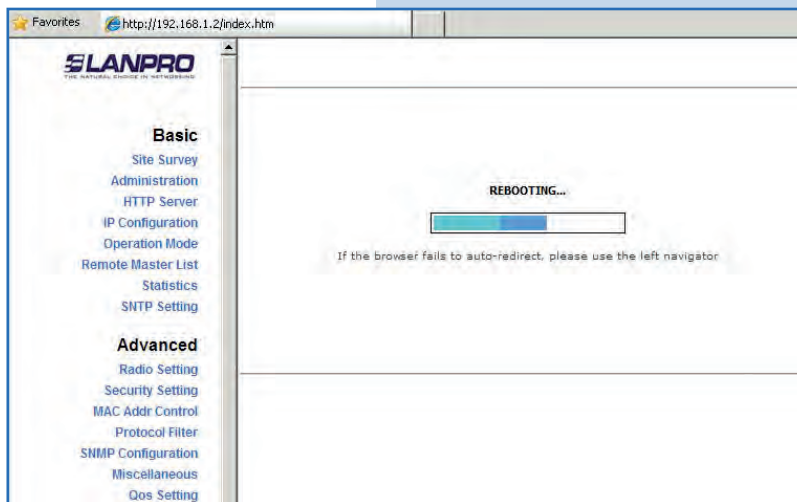 Favorites http://192.168.1.2/index.htm
LANPRO
THE NATURAL CHOICE IN NETWORKING
Basic
Site Survey
Administration
HTTP Server
IP Configuration
Operation Mode
Remote Master List
Statistics
SNTP Setting
Advanced
Radio Setting
Security Setting
MAC Addr Control
Protocol Filter
SNMP Configuration
Miscellaneous
Qos Setting
REBOOTING...
If the browser fails to auto-redirect, please use the left navigator